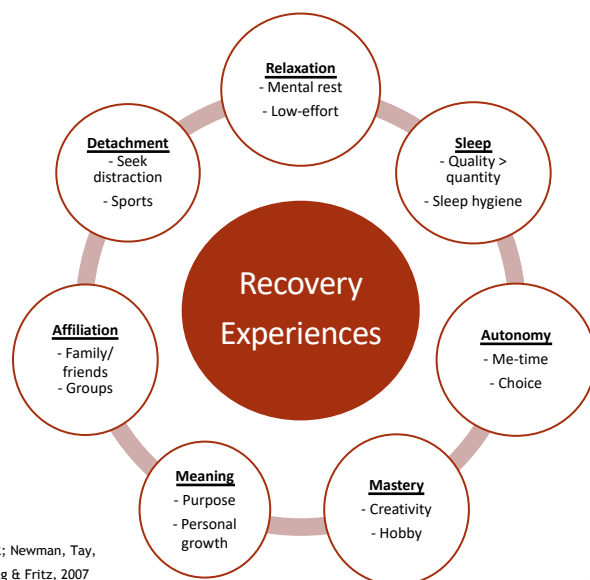 Relaxation
- Mental rest
- Low-effort
Sleep
- Quality >
quantity
- Sleep hygiene
Autonomy
- Me-time
- Choice
Mastery
- Creativity
- Hobby
Meaning
- Purpose
- Personal
growth
Affiliation
- Family/
friends
- Groups
Detachment
- Seek
distraction
- Sports
Recovery
Experiences
; Newman, Tay,
& Fritz, 2007